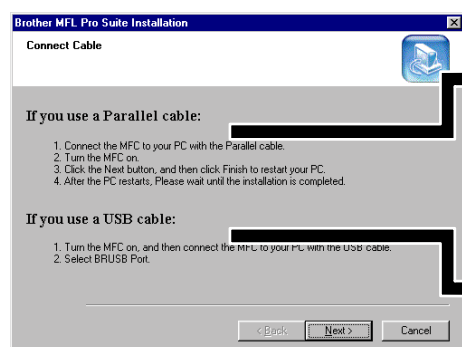 Brother MFL Pro Suite Installation
Connect Cable
If you use a Parallel cable:
1. Connect the MFC to your PC with the Parallel cable.
2. Turn the MFC on.
3. Click the Next button, and then click Finish to restart your PC.
4. After the PC restarts, Please wait until the installation is completed.
If you use a USB cable:
1. Turn the MFC on, and then connect the MFC to your PC with the USB cable.
2. Select BRUSB Port.
< Back Next > Cancel